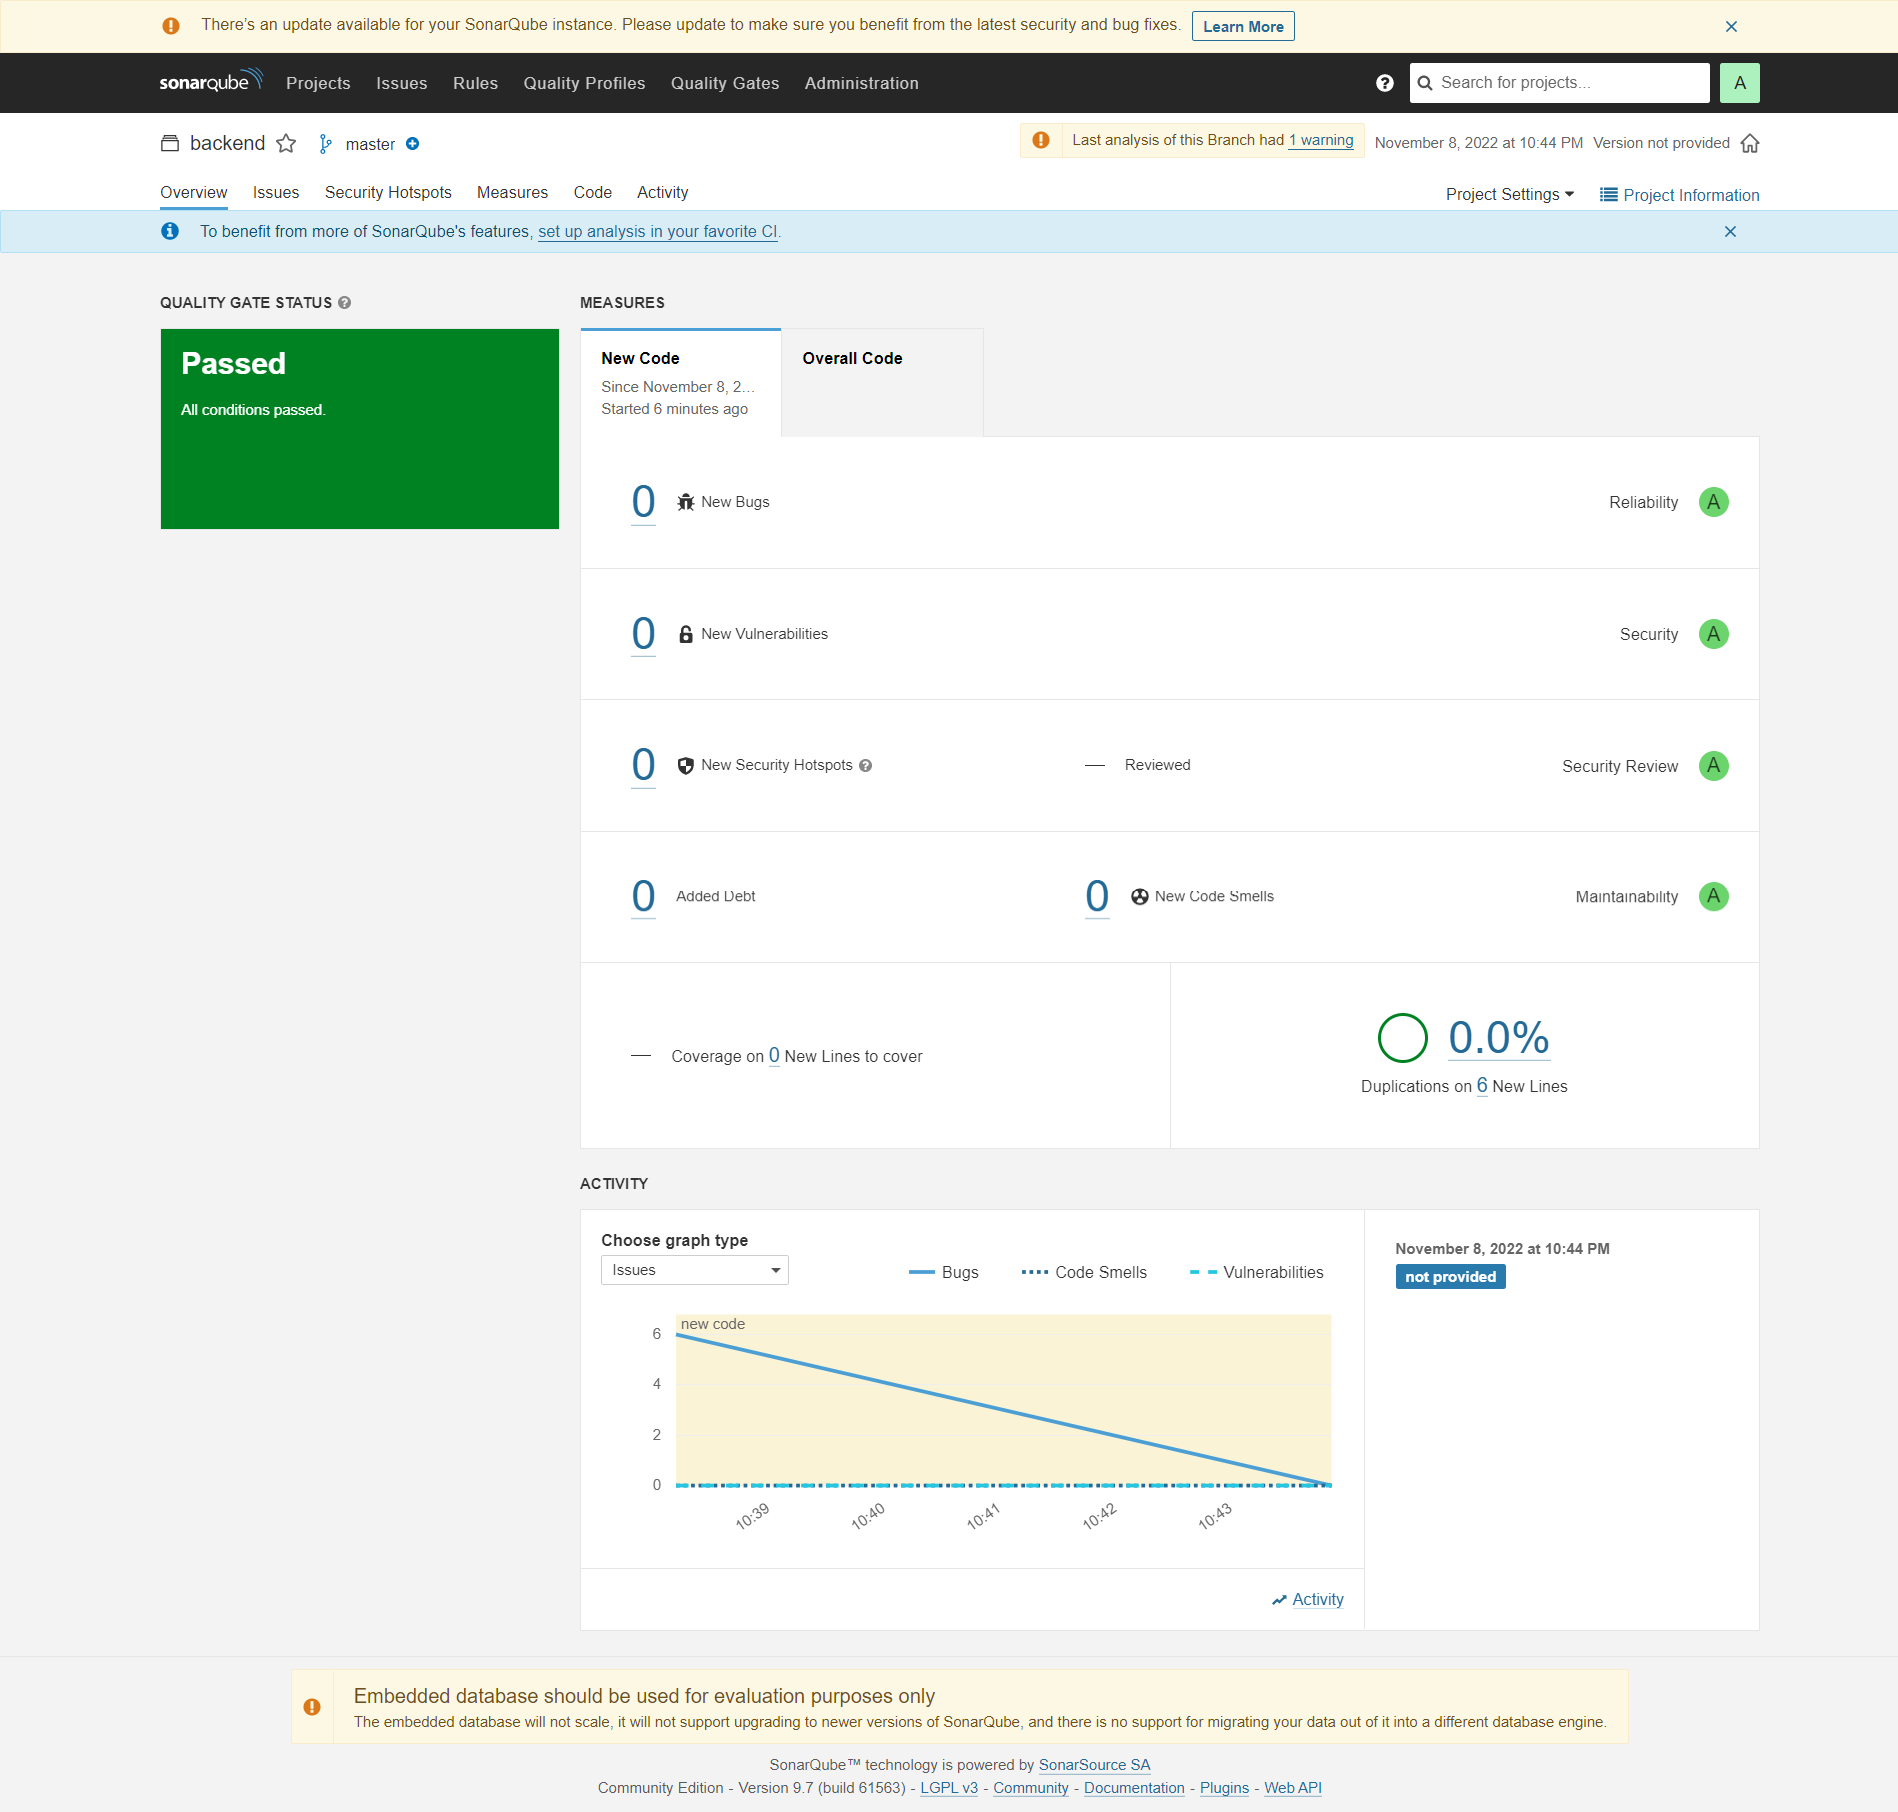 There's an update available for your SonarQube instance. Please update to make sure you benefit from the latest security and bug fixes. Learn More
sonarqube Projects Issues Rules Quality Profiles Quality Gates Administration Search for projects... A
backend master Last analysis of this Branch had 1 warning November 8, 2022 at 10:44 PM Version not provided
Overview Issues Security Hotspots Measures Code Activity Project Settings Project Information
To benefit from more of SonarQube's features, set up analysis in your favorite CI.
QUALITY GATE STATUS
Passed
All conditions passed.
MEASURES
New Code
Since November 8, 2...
Started 6 minutes ago
Overall Code
0 New Bugs Reliability A
0 New Vulnerabilities Security A
0 New Security Hotspots — Reviewed Security Review A
0 Added Debt 0 New Code Smells Maintainability A
— Coverage on 0 New Lines to cover
0.0%
Duplications on 6 New Lines
ACTIVITY
Choose graph type
Issues
Bugs Code Smells Vulnerabilities
new code
6
4
2
0
10:39 10:40 10:41 10:42 10:43
Activity
November 8, 2022 at 10:44 PM
not provided
Embedded database should be used for evaluation purposes only
The embedded database will not scale, it will not support upgrading to newer versions of SonarQube, and there is no support for migrating your data out of it into a different database engine.
SonarQube™ technology is powered by SonarSource SA
Community Edition - Version 9.7 (build 61563) - LGPL v3 - Community - Documentation - Plugins - Web API